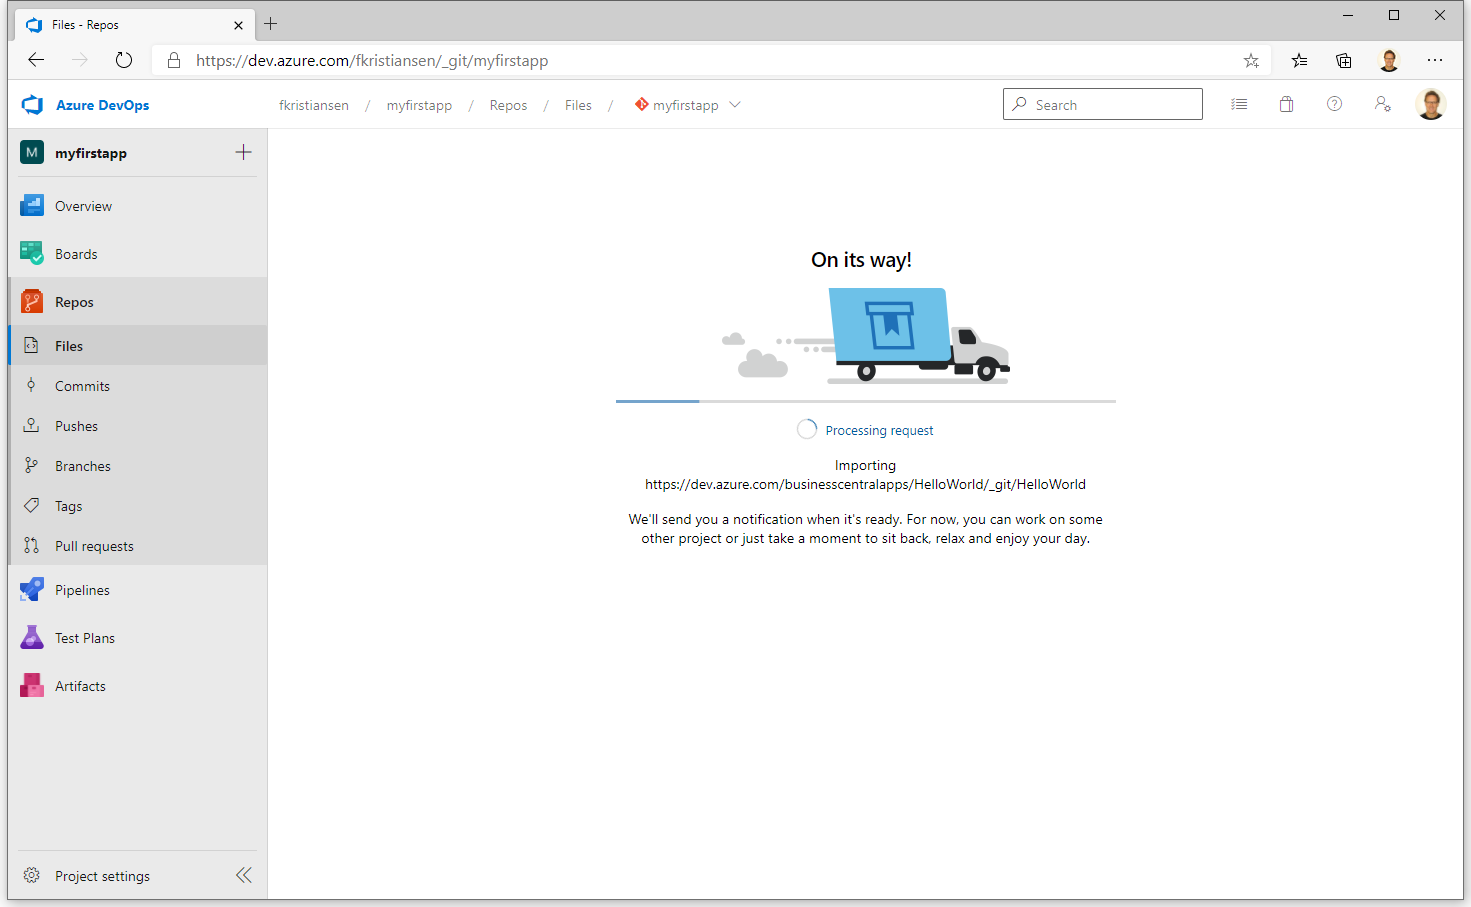 Files - Repos
https://dev.azure.com/fkristiansen/_git/myfirstapp
Azure DevOps
fkristiansen / myfirstapp / Repos / Files / myfirstapp
Search
M myfirstapp
Overview
Boards
Repos
Files
Commits
Pushes
Branches
Tags
Pull requests
Pipelines
Test Plans
Artifacts
Project settings
On its way!
Processing request
Importing
https://dev.azure.com/businesscentralapps/HelloWorld/_git/HelloWorld
We'll send you a notification when it's ready. For now, you can work on some
other project or just take a moment to sit back, relax and enjoy your day.